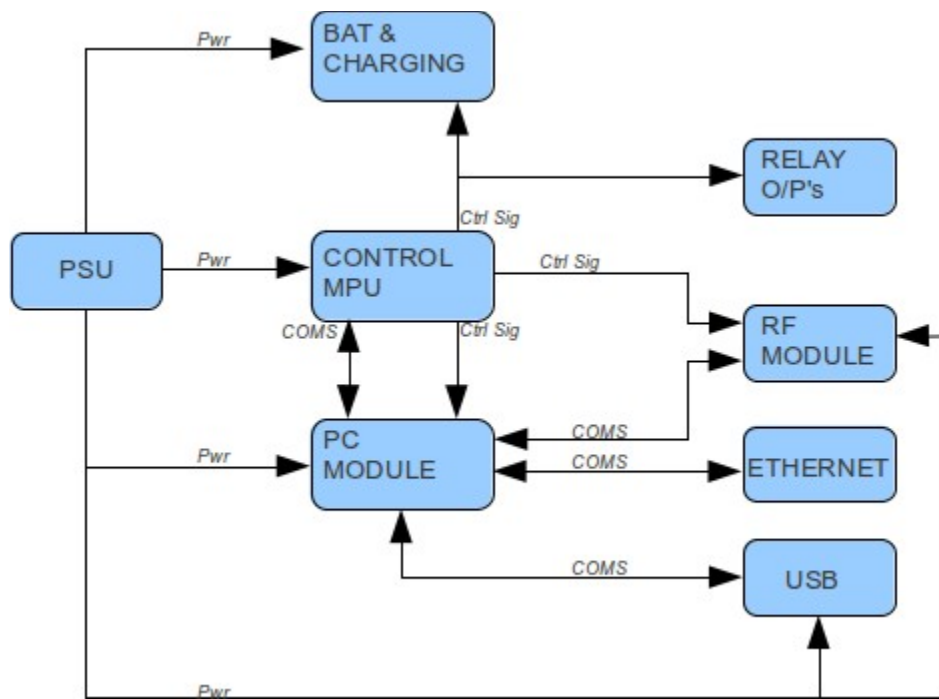 Pwr
BAT &
CHARGING
RELAY
O/P's
Ctrl Sig
PSU
Pwr
CONTROL
MPU
Ctrl Sig
COMS
Ctrl Sig
RF
MODULE
PC
MODULE
COMS
Pwr
COMS
ETHERNET
COMS
USB
Pwr